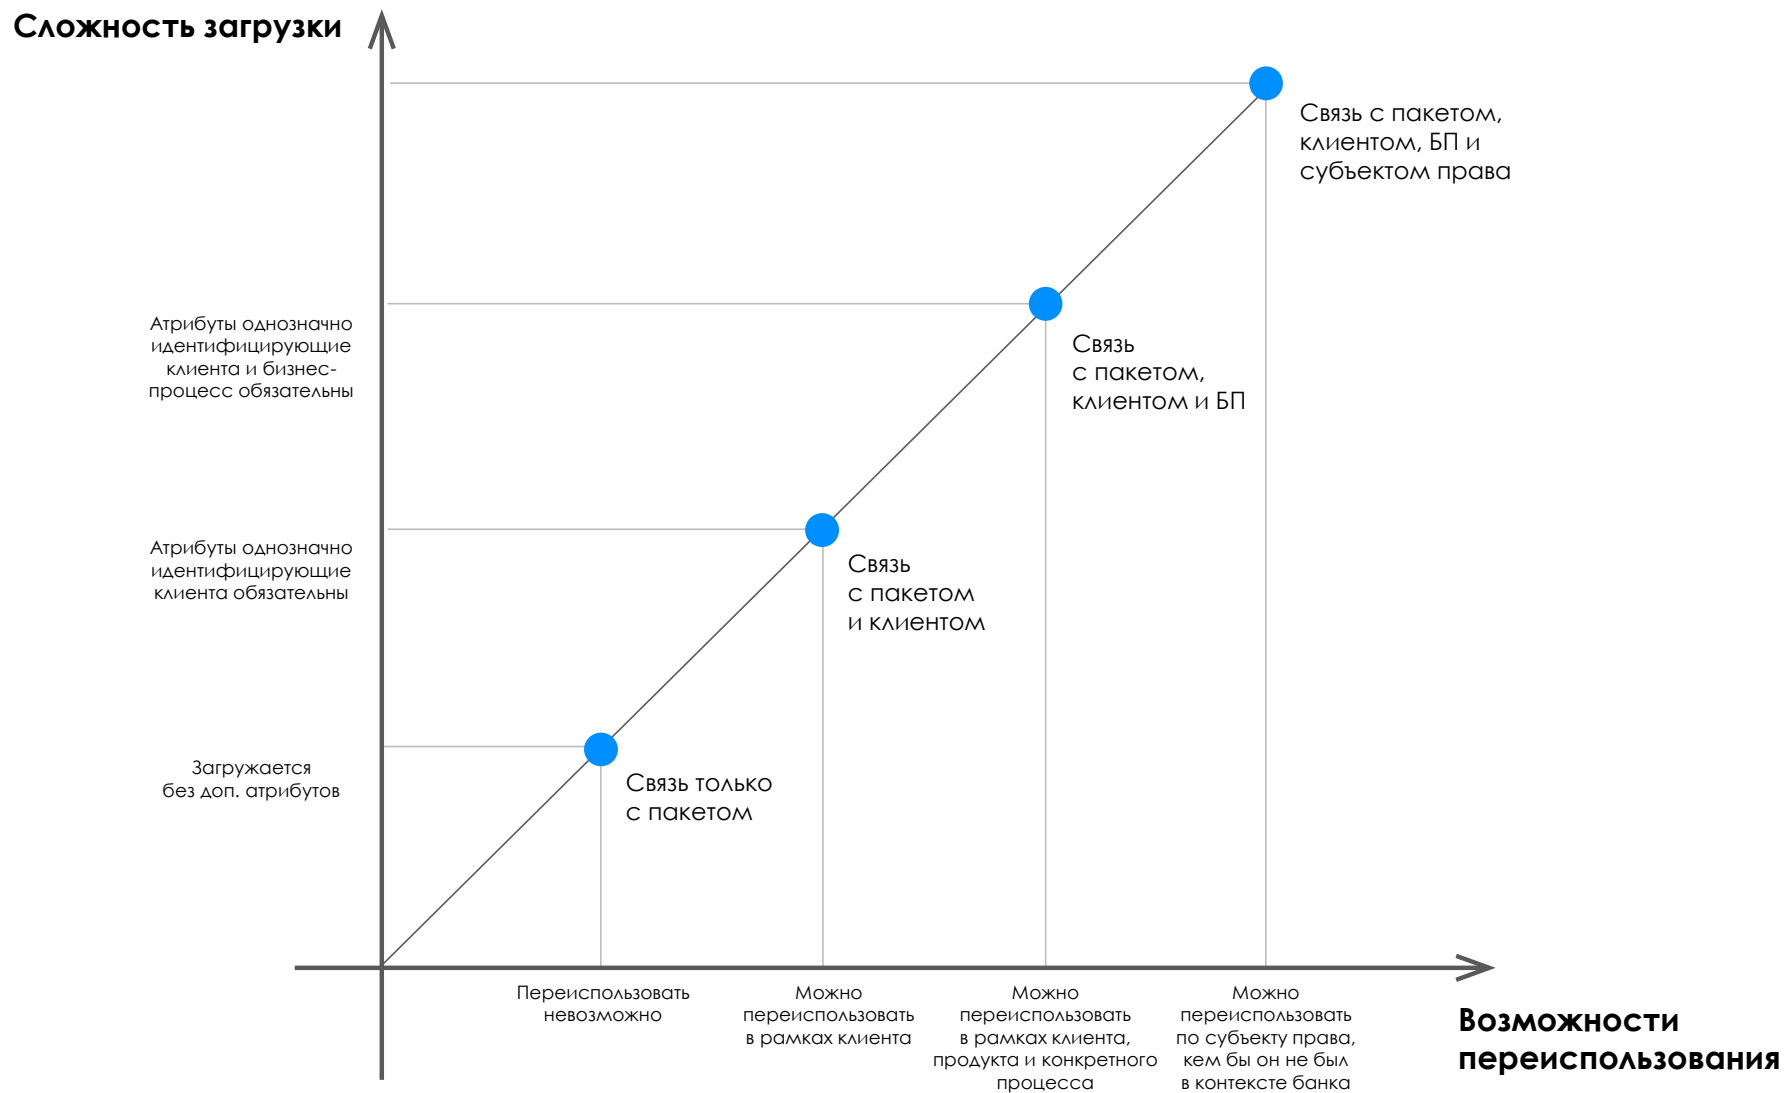 Сложность загрузки
Связь с пакетом,
клиентом, БП и
субъектом права
Атрибуты однозначно
идентифицирующие
клиента и бизнес-
процесс обязательны
Связь
с пакетом,
клиентом и БП
Атрибуты однозначно
идентифицирующие
клиента обязательны
Связь
с пакетом
и клиентом
Загружается
без доп. атрибутов
Связь только
с пакетом
Переиспользовать
невозможно
Можно
переиспользовать
в рамках клиента
Можно
переиспользовать
в рамках клиента,
продукта и конкретного
процесса
Можно
переиспользовать
по субъекту права,
кем бы он не был
в контексте банка
Возможности
переиспользования